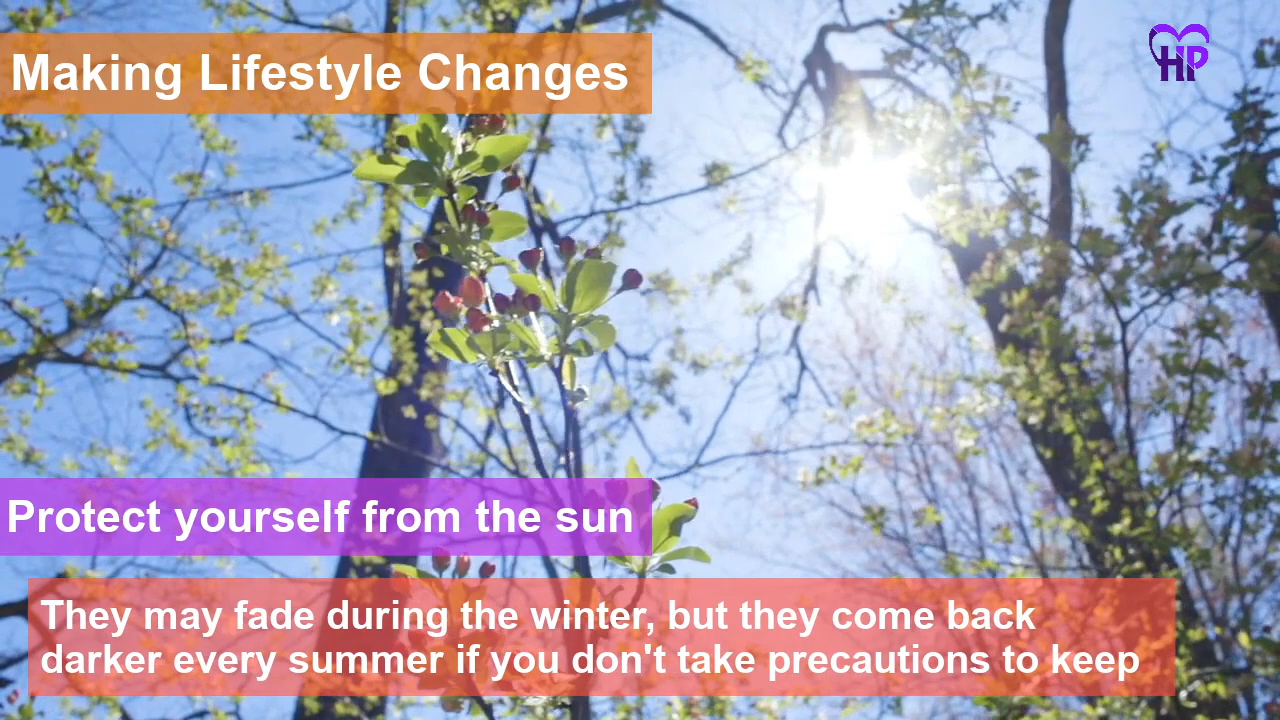 Making Lifestyle Changes
HP
Protect yourself from the sun
They may fade during the winter, but they come back
darker every summer if you don't take precautions to keep